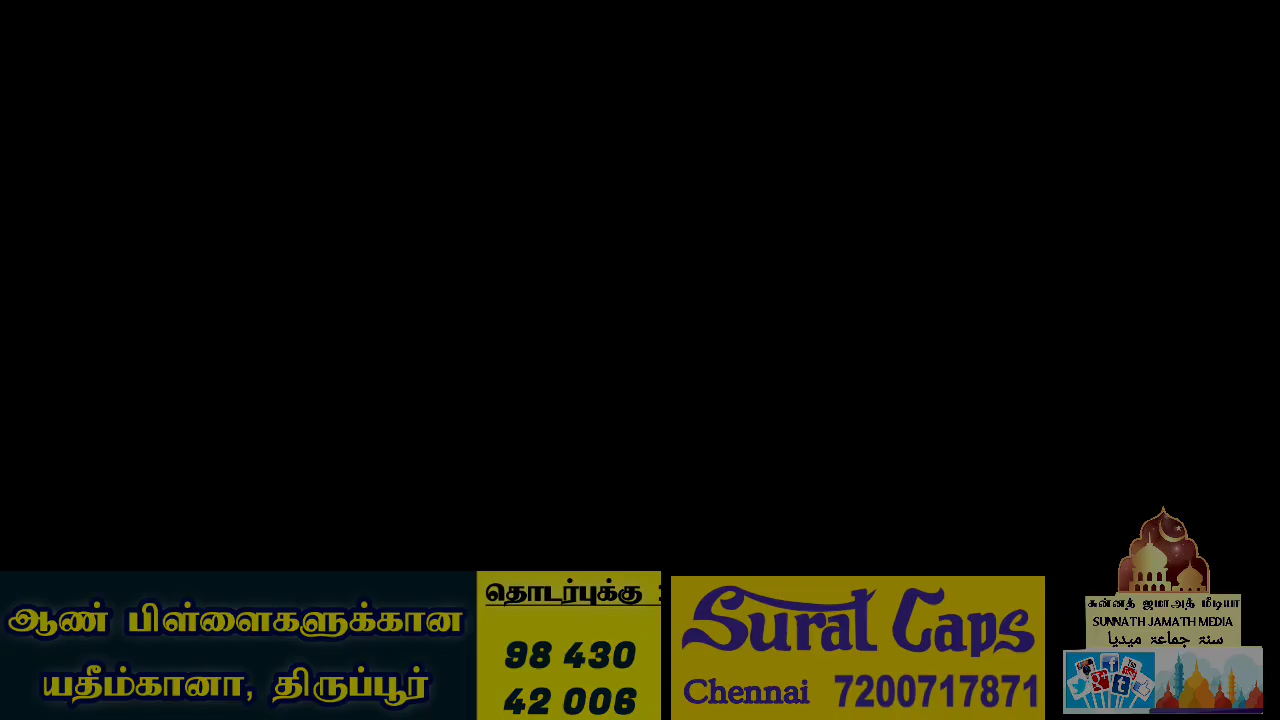 ஆண் பிள்ளைகளுக்கான
யதீம்கானா, திருப்பூர்
தொடர்புக்கு :
98 430
42 006
Surat Caps
Chennai 7200717871
சுன்னத் ஜமாஅத் மீடியா
SUNNATH JAMATH MEDIA
سنة جماعة ميديا